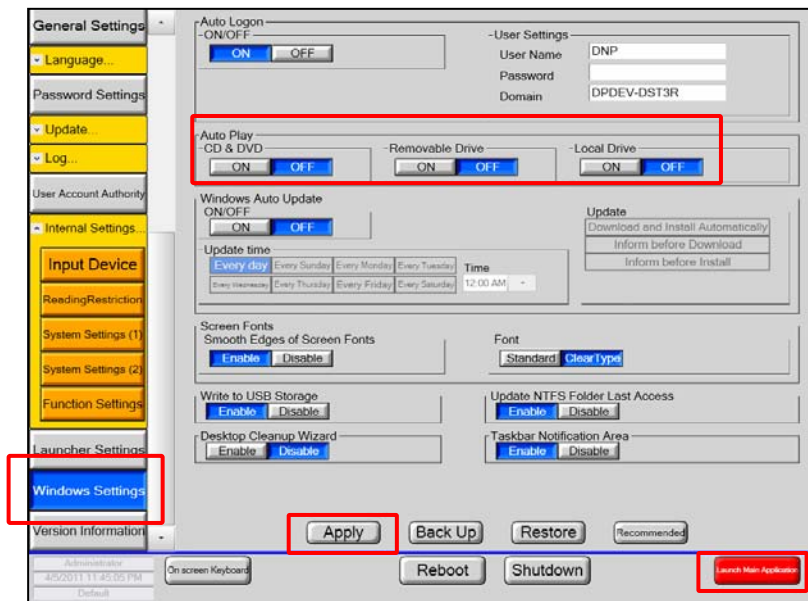 General Settings
Language...
Password Settings
Update...
Log...
User Account Authority
Internal Settings...
Input Device
ReadingRestriction
System Settings (1)
System Settings (2)
Function Settings
Launcher Settings
Windows Settings
Version Information
Auto Logon
ON/OFF
ON OFF
User Settings
User Name DNP
Password
Domain DPDEV-DST3R
Auto Play
CD & DVD Removable Drive Local Drive
ON OFF ON OFF ON OFF
Windows Auto Update
ON/OFF
ON OFF
Update time
Every day Every Sunday Every Monday Every Tuesday
Every Wednesday Every Thursday Every Friday Every Saturday
Time
12:00 AM
Update
Download and Install Automatically
Inform before Download
Inform before Install
Screen Fonts
Smooth Edges of Screen Fonts Font
Enable Disable Standard ClearType
Write to USB Storage Update NTFS Folder Last Access
Enable Disable Enable Disable
Desktop Cleanup Wizard Taskbar Notification Area
Enable Disable Enable Disable
Apply Back Up Restore Recommended
Administrator
4/5/2011 11:45:05 PM
Default
On screen Keyboard Reboot Shutdown Launch Main Application